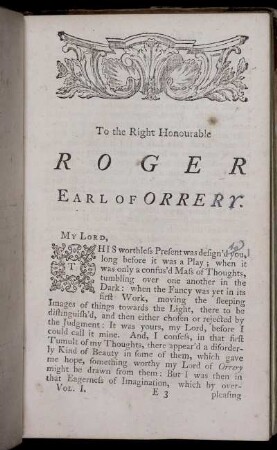 To the Right Honourable
ROGER
EARL OF ORRERY.
MY LORD,
THIS worthless Present was design'd you,
long before it was a Play; when it
was only a confus'd Mass of Thoughts,
tumbling over one another in the
Dark: when the Fancy was yet in its
first Work, moving the sleeping
Images of things towards the Light, there to be
distinguish'd, and then either chosen or rejected by
the Judgment: It was yours, my Lord, before I
could call it mine. And, I confess, in that first
Tumult of my Thoughts, there appear'd a disorder-
ly Kind of Beauty in some of them, which gave
me hope, something worthy my Lord of Orrery
might be drawn from them: But I was then in
that Eagerness of Imagination, which by over-
VOL. I. E 3 pleasing